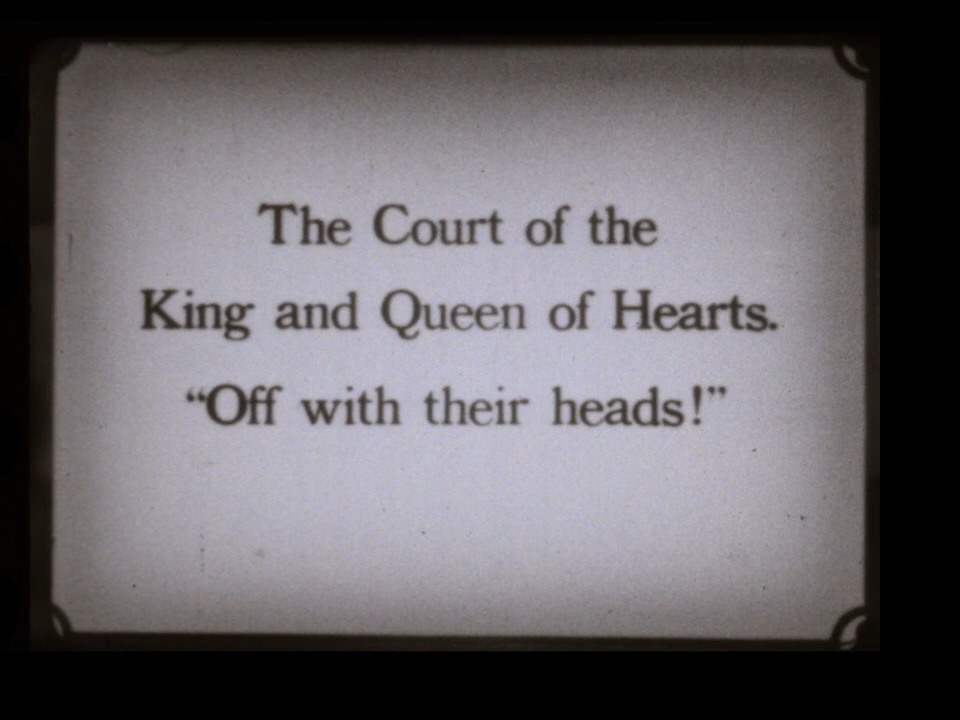 The Court of the
King and Queen of Hearts.
“Off with their heads!”